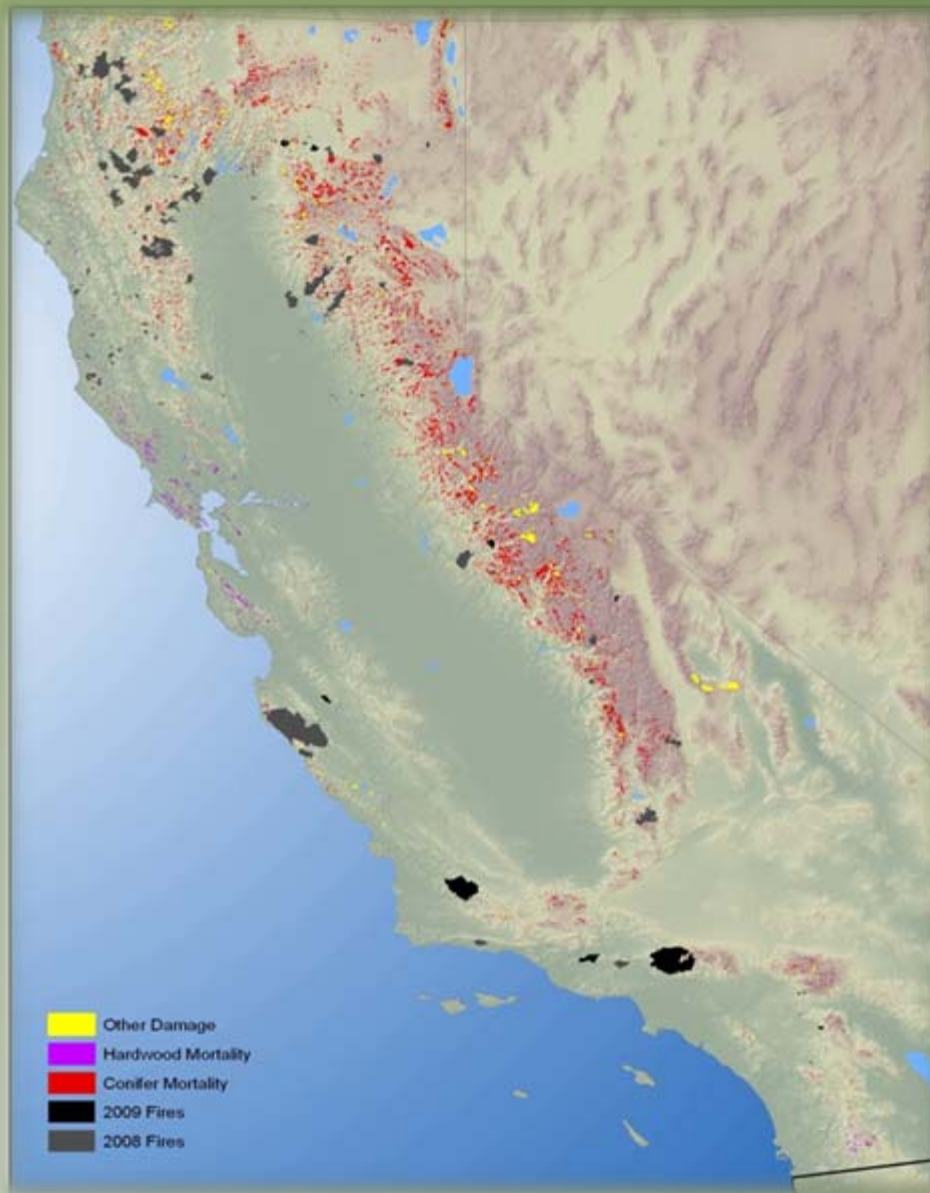 Other Damage
Hardwood Mortality
Conifer Mortality
2009 Fires
2008 Fires